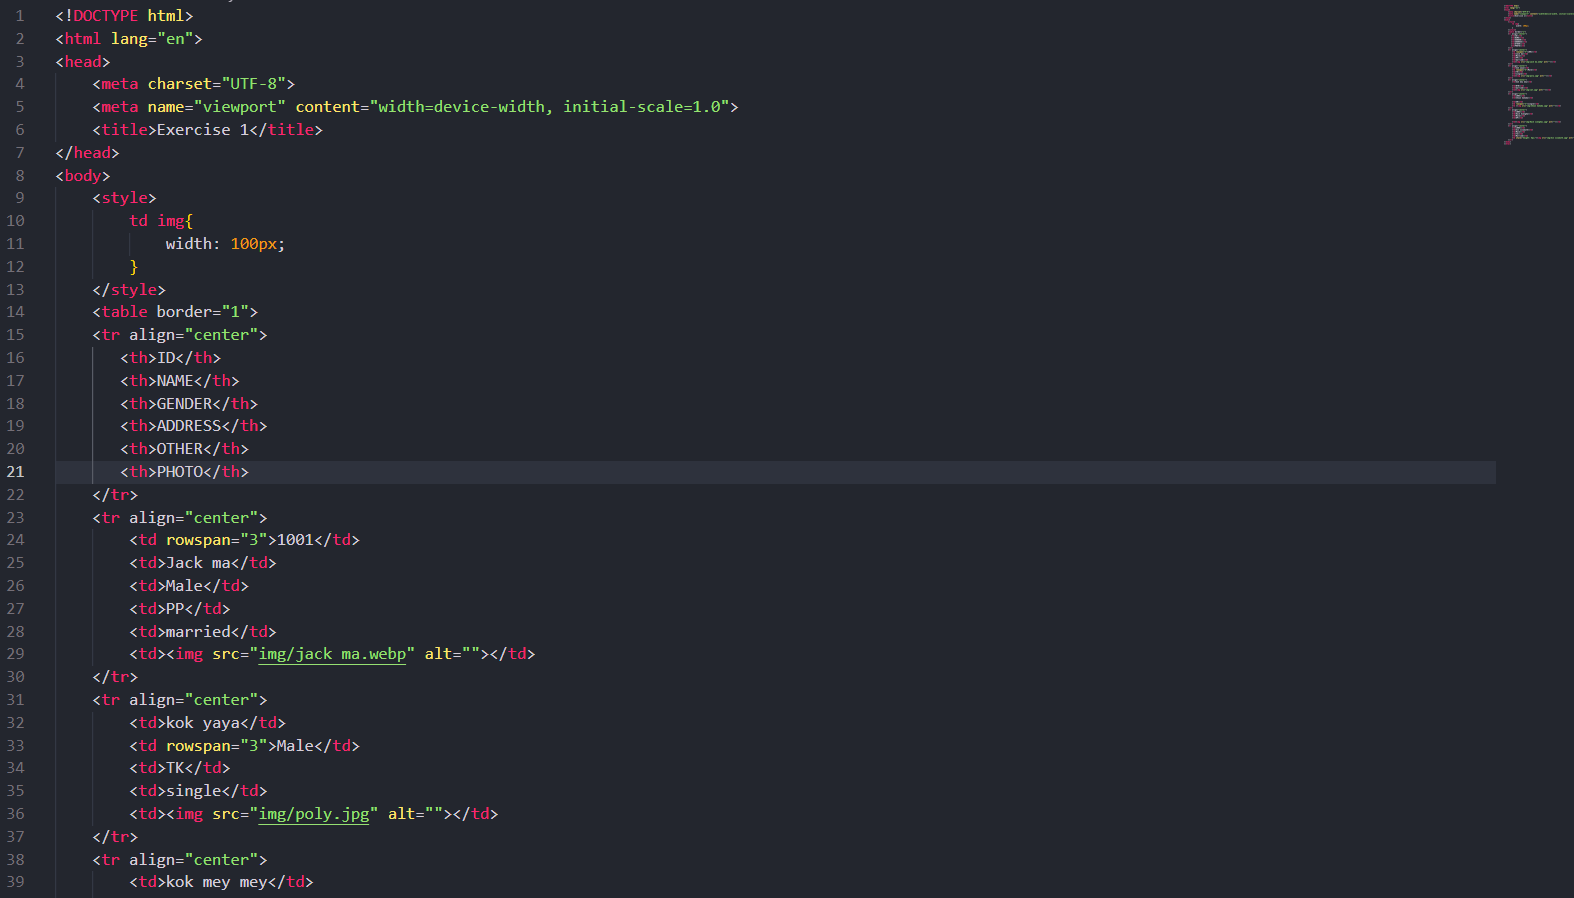 1 <!DOCTYPE html>
2 <html lang="en">
3 <head>
4     <meta charset="UTF-8">
5     <meta name="viewport" content="width=device-width, initial-scale=1.0">
6     <title>Exercise 1</title>
7 </head>
8 <body>
9     <style>
10         td img{
11             width: 100px;
12         }
13     </style>
14     <table border="1">
15     <tr align="center">
16        <th>ID</th>
17        <th>NAME</th>
18        <th>GENDER</th>
19        <th>ADDRESS</th>
20        <th>OTHER</th>
21        <th>PHOTO</th>
22     </tr>
23     <tr align="center">
24         <td rowspan="3">1001</td>
25         <td>Jack ma</td>
26         <td>Male</td>
27         <td>PP</td>
28         <td>married</td>
29         <td><img src="img/jack ma.webp" alt=""></td>
30     </tr>
31     <tr align="center">
32         <td>kok yaya</td>
33         <td rowspan="3">Male</td>
34         <td>TK</td>
35         <td>single</td>
36         <td><img src="img/poly.jpg" alt=""></td>
37     </tr>
38     <tr align="center">
39         <td>kok mey mey</td>